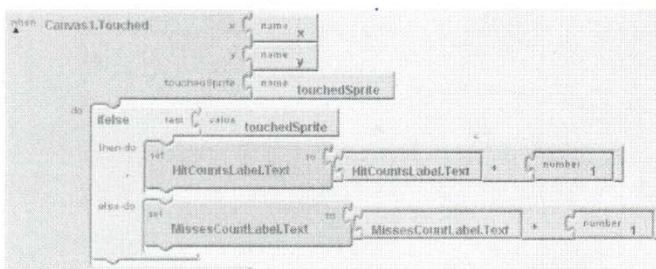 when Canvas1.Touched x name x
y name y
touchedSprite name touchedSprite
do ifelse test value touchedSprite
then-do set HitCountsLabel.Text to HitCountsLabel.Text + number 1
else-do set MissesCountLabel.Text to MissesCountLabel.Text + number 1